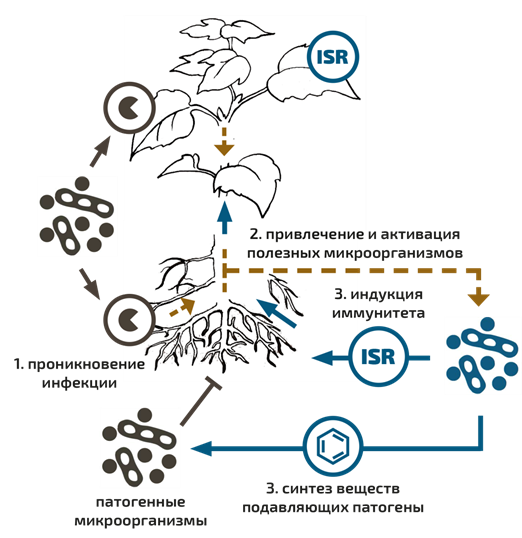 ISR
2. привлечение и активация
полезных микроорганизмов
3. индукция
иммунитета
ISR
1. проникновение
инфекции
3. синтез веществ
подавляющих патогены
патогенные
микроорганизмы